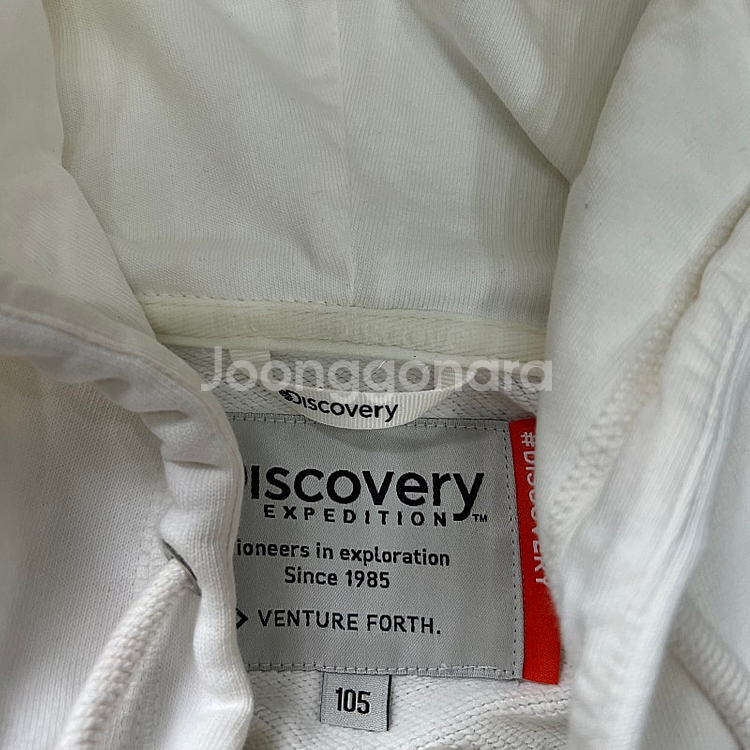 Joonggonara
Discovery
Discovery
EXPEDITION™
ioneers in exploration
Since 1985
VENTURE FORTH.
#DISCOVERY
105